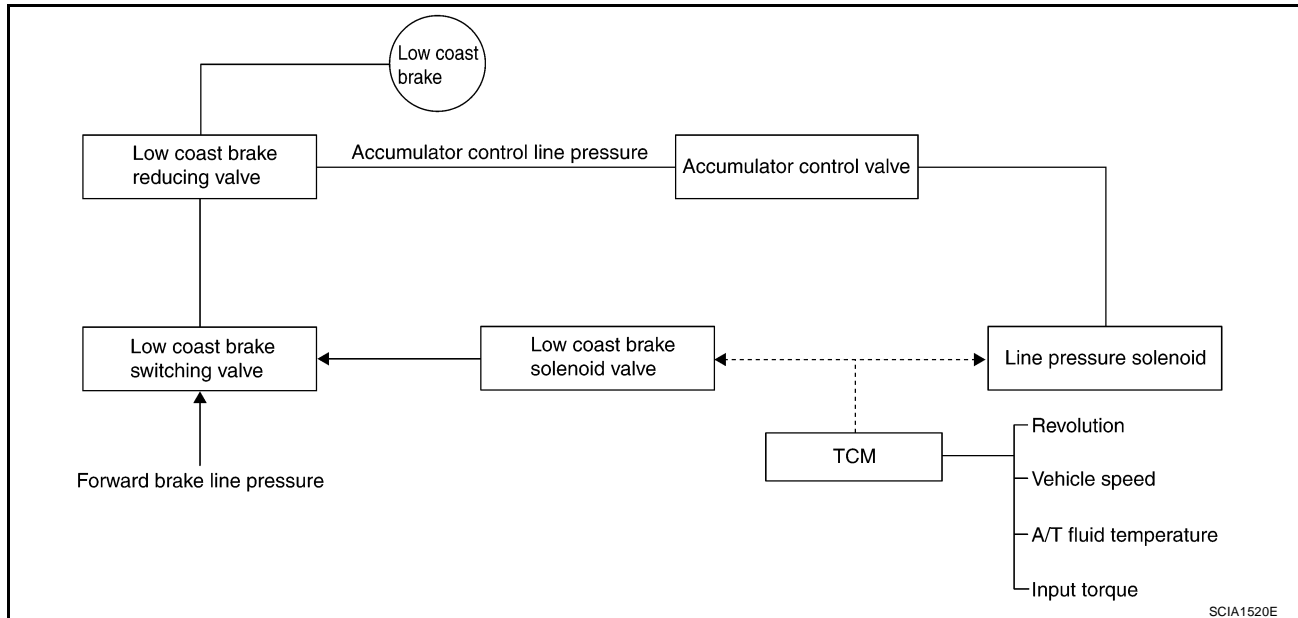 Low coast
brake
Low coast brake
reducing valve
Accumulator control line pressure
Accumulator control valve
Low coast brake
switching valve
Low coast brake
solenoid valve
Line pressure solenoid
TCM
Revolution
Vehicle speed
A/T fluid temperature
Input torque
Forward brake line pressure
SCIA1520E